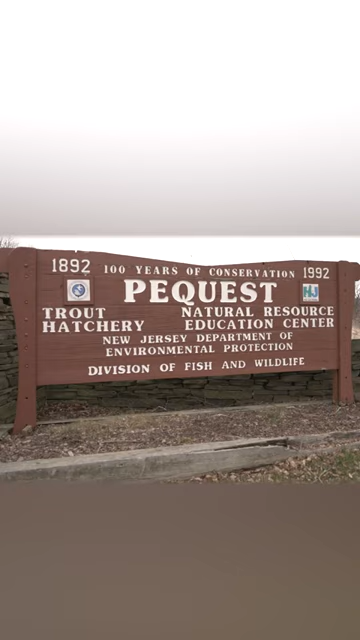 1892 100 YEARS OF CONSERVATION 1992
PEQUEST
TROUT NATURAL RESOURCE
HATCHERY EDUCATION CENTER
NEW JERSEY DEPARTMENT OF
ENVIRONMENTAL PROTECTION
DIVISION OF FISH AND WILDLIFE